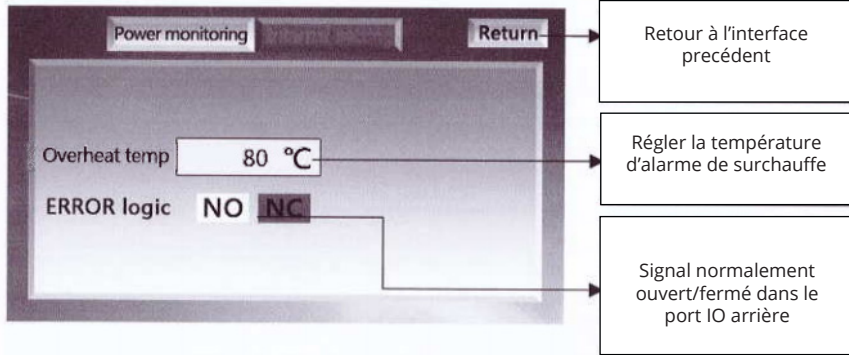 Power monitoring
Return
Retour à l'interface
precédent
Overheat temp 80 °C
Régler la température
d'alarme de surchauffe
ERROR logic NO NC
Signal normalement
ouvert/fermé dans le
port IO arrière